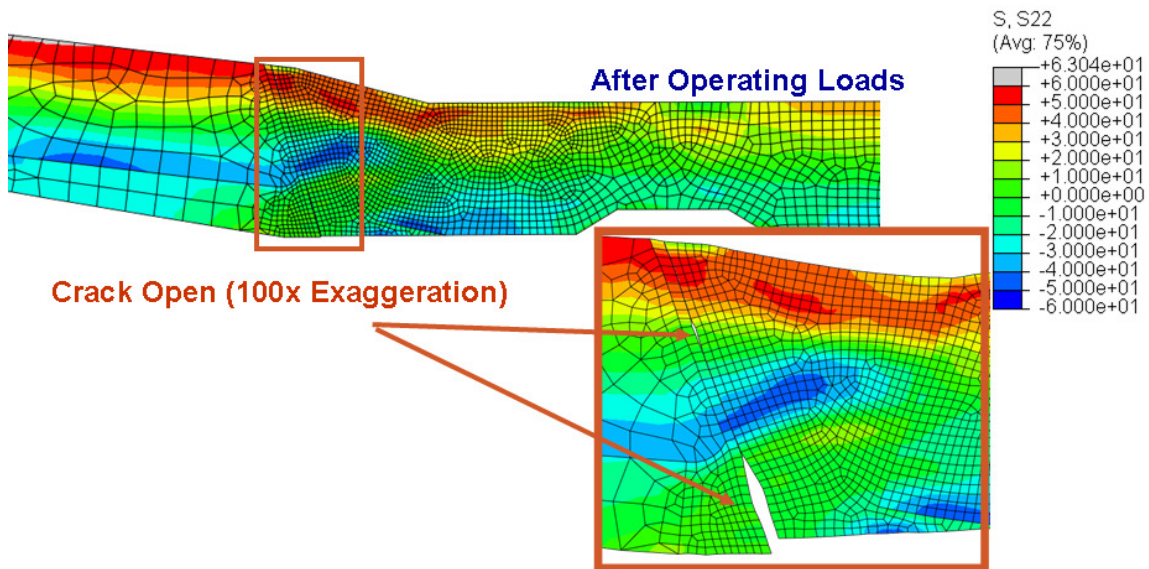 S, S22
(Avg: 75%)
+6.304e+01
+6.000e+01
+5.000e+01
+4.000e+01
+3.000e+01
+2.000e+01
+1.000e+01
+0.000e+00
-1.000e+01
-2.000e+01
-3.000e+01
-4.000e+01
-5.000e+01
-6.000e+01
After Operating Loads
Crack Open (100x Exaggeration)